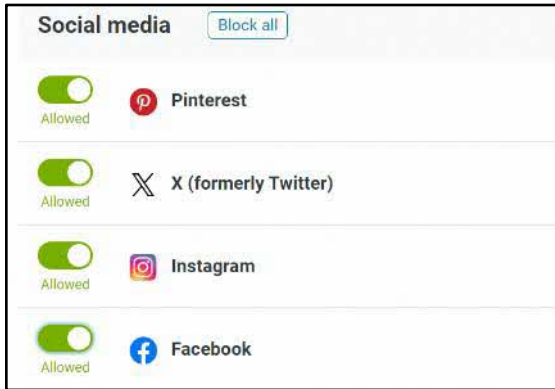 Social media Block all
Allowed Pinterest
Allowed X (formerly Twitter)
Allowed Instagram
Allowed Facebook